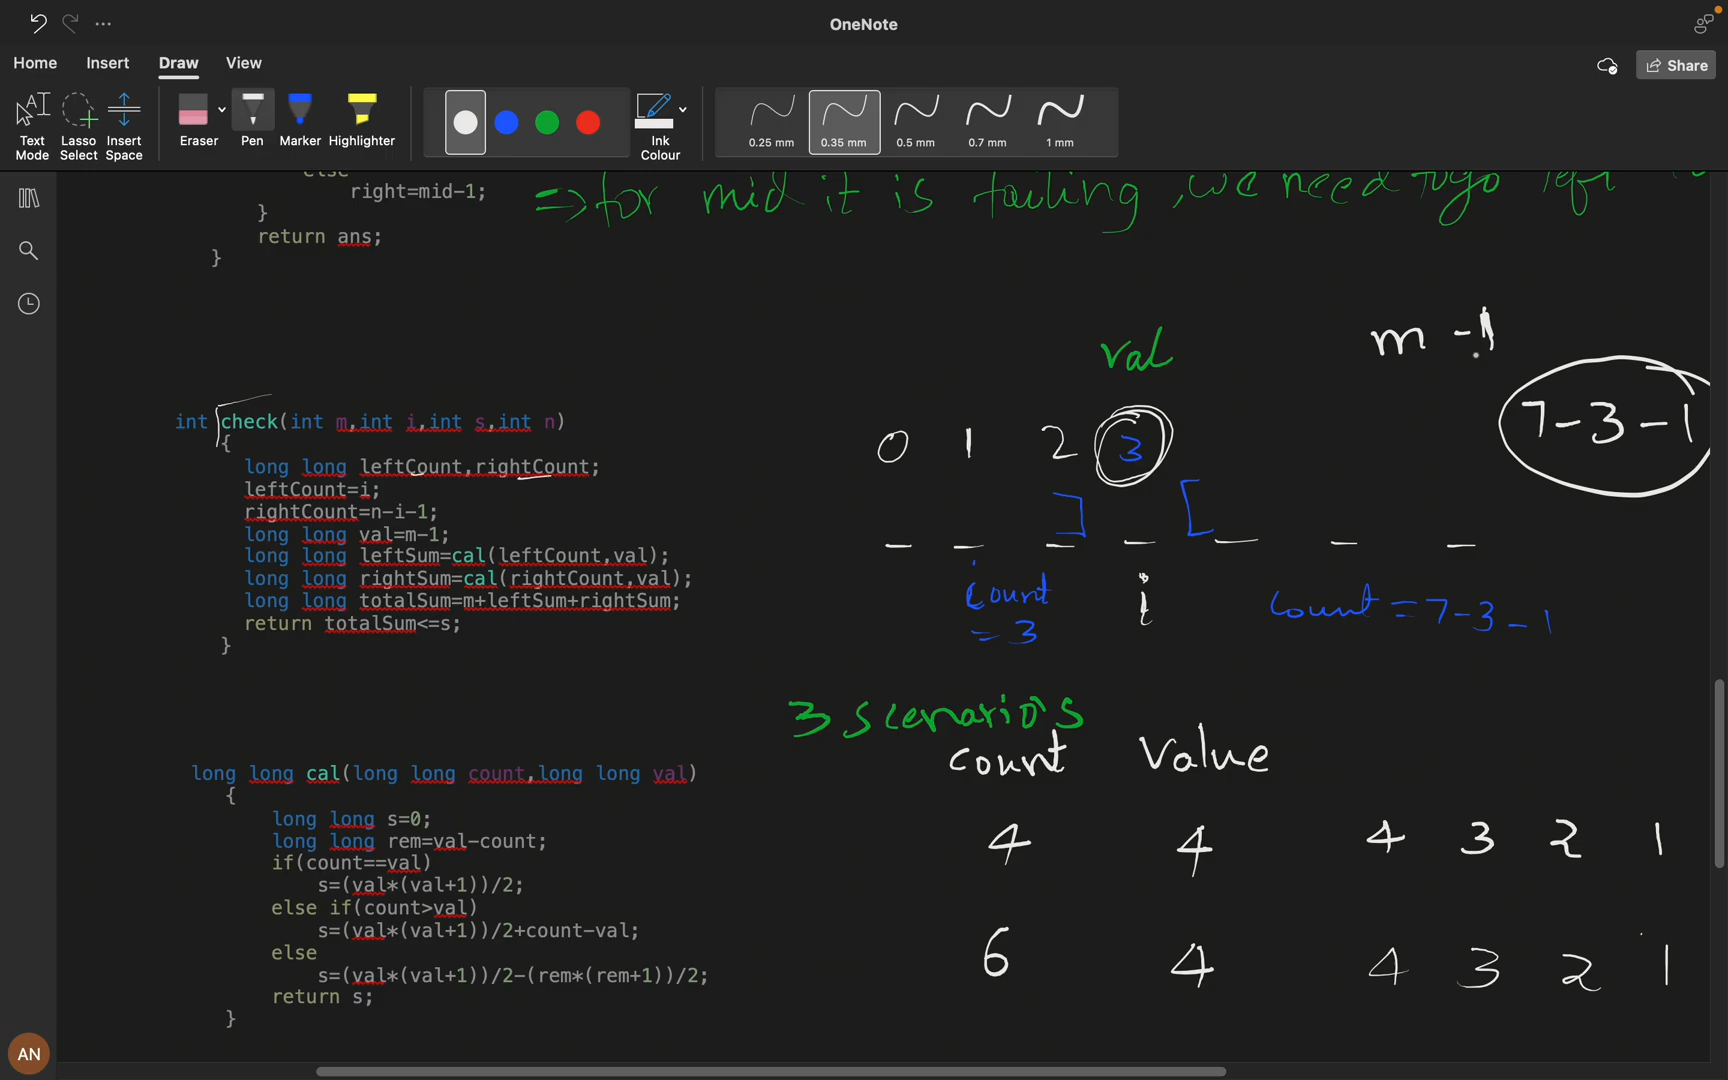 OneNote
Home Insert Draw View
Share
Text Mode
Lasso Select
Insert Space
Eraser
Pen
Marker
Highlighter
Ink Colour
0.25 mm
0.35 mm
0.5 mm
0.7 mm
1 mm
else
right=mid-1;
}
return ans;
}
=> for mid it is failing, we need to go left
int check(int m,int i,int s,int n)
{
long long leftCount,rightCount;
leftCount=i;
rightCount=n-i-1;
long long val=m-1;
long long leftSum=cal(leftCount,val);
long long rightSum=cal(rightCount,val);
long long totalSum=m+leftSum+rightSum;
return totalSum<=s;
}
val
m - 1
7-3-1
0 1 2 3
] [
_ _ _ _ _ _ _
count
= 3
i
count = 7-3-1
long long cal(long long count,long long val)
{
long long s=0;
long long rem=val-count;
if(count==val)
s=(val*(val+1))/2;
else if(count>val)
s=(val*(val+1))/2+count-val;
else
s=(val*(val+1))/2-(rem*(rem+1))/2;
return s;
}
3 scenarios
count Value
4 4 4 3 2 1
6 4 4 3 2 1
AN